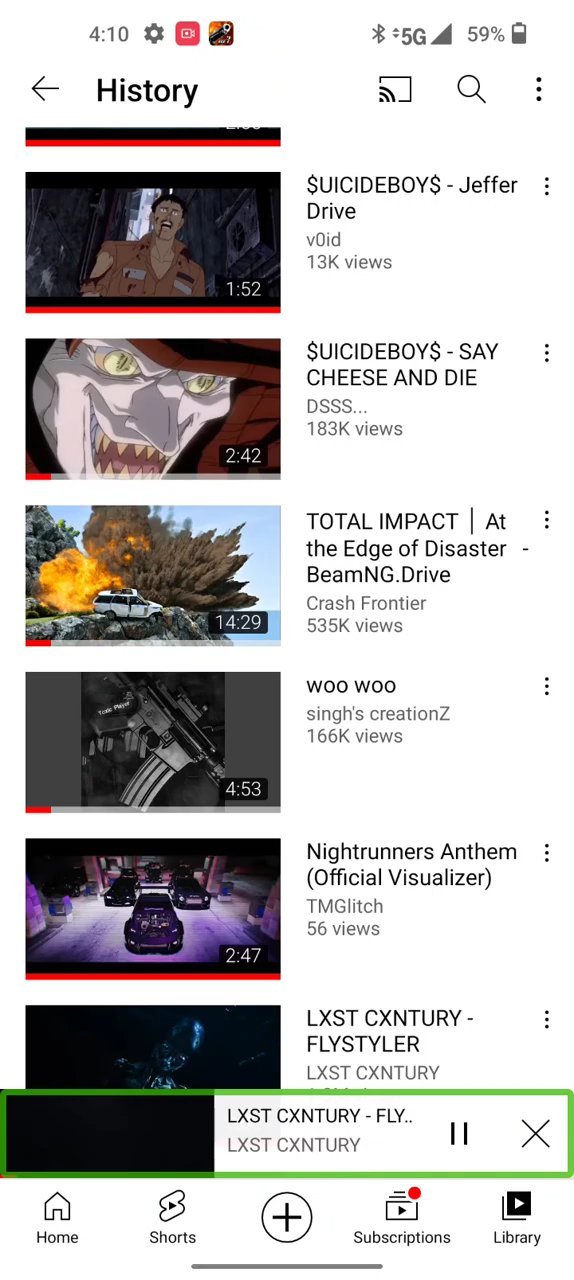 4:10
5G
59%
History
$UICIDEBOY$ - Jeffer
Drive
v0id
13K views
1:52
$UICIDEBOY$ - SAY
CHEESE AND DIE
DSSS...
183K views
2:42
TOTAL IMPACT │ At
the Edge of Disaster -
BeamNG.Drive
Crash Frontier
535K views
14:29
woo woo
singh's creationZ
166K views
Toxic Player
4:53
Nightrunners Anthem
(Official Visualizer)
TMGlitch
56 views
2:47
LXST CXNTURY -
FLYSTYLER
LXST CXNTURY
LXST CXNTURY - FLY..
LXST CXNTURY
Home
Shorts
Subscriptions
Library